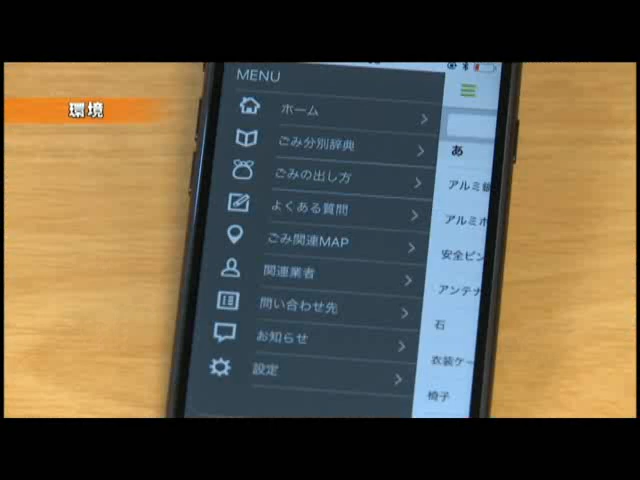 環境
MENU
ホーム
ごみ分別辞典
ごみの出し方
よくある質問
ごみ関連MAP
関連業者
問い合わせ先
お知らせ
設定
あ
アルミ
アルミホ
安全ピン
アンテナ
石
衣装ケー
椅子